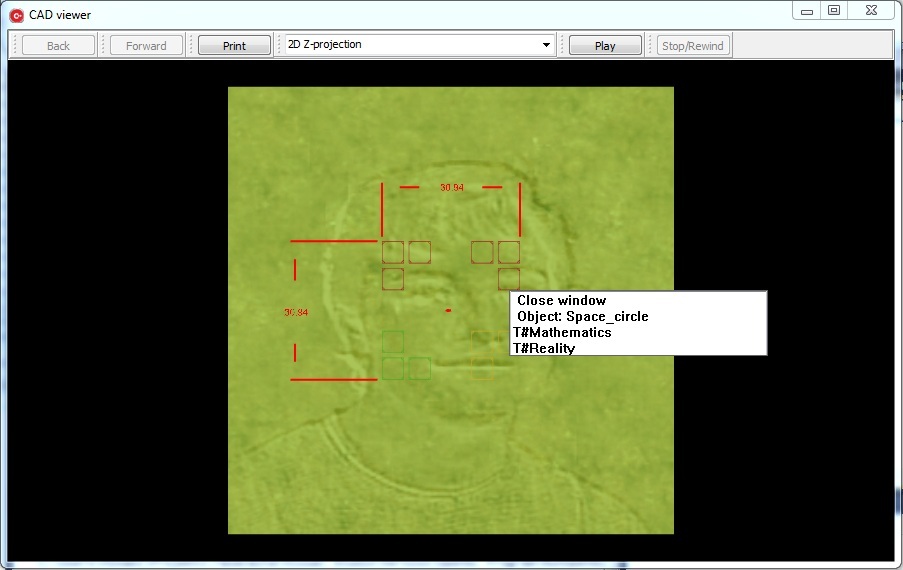 CAD viewer
Back Forward Print 2D Z-projection Play Stop/Rewind
30.94
30.94
Close window
Object: Space_circle
T#Mathematics
T#Reality